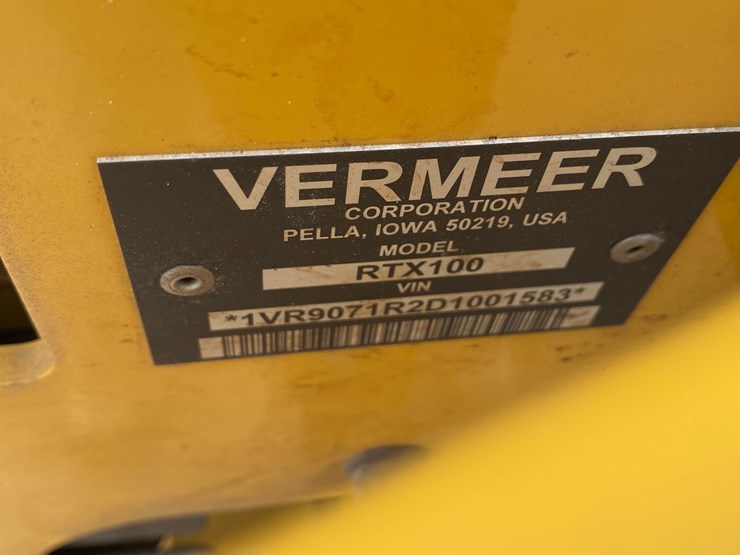 VERMEER
CORPORATION
PELLA, IOWA 50219, USA
MODEL
RTX100
VIN
*1VR9071R2D1001583*